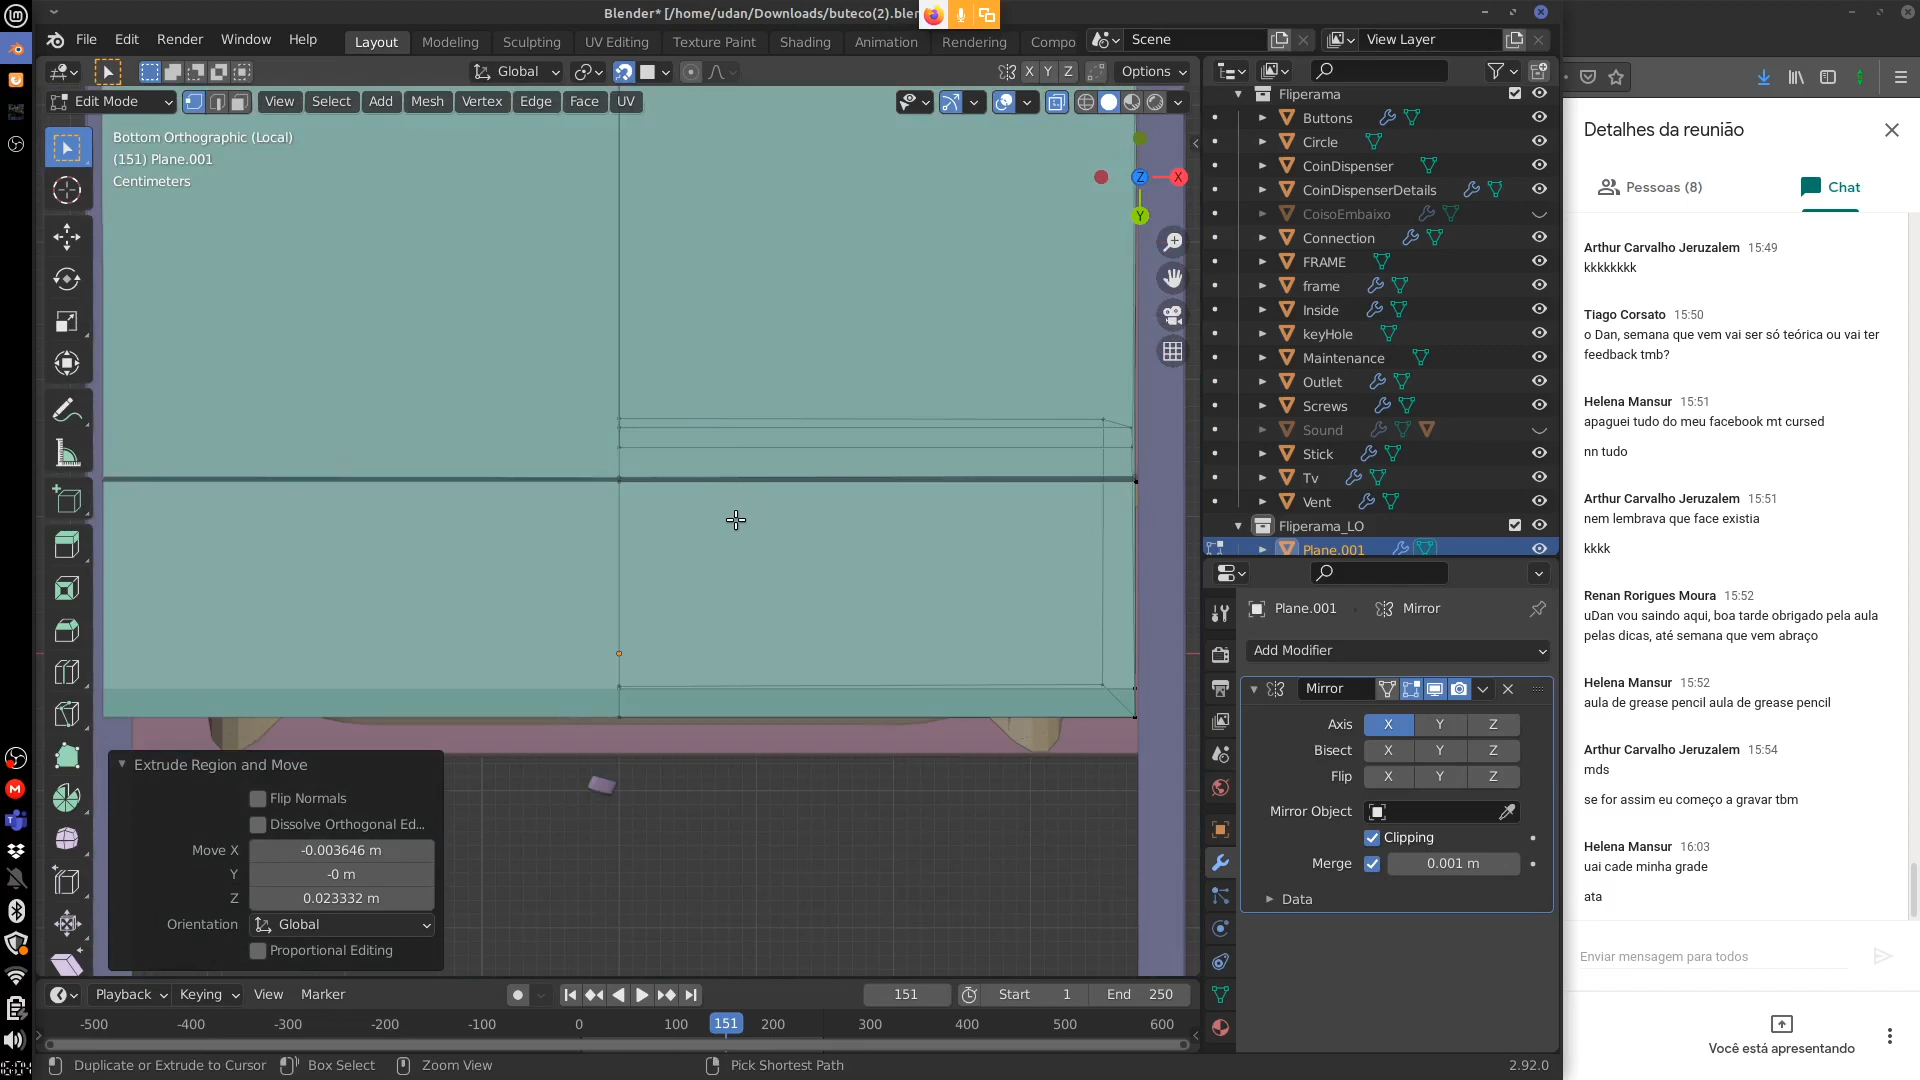 Blender* [/home/udan/Downloads/buteco(2).blen
File Edit Render Window Help
Layout Modeling Sculpting UV Editing Texture Paint Shading Animation Rendering Compo
Scene
View Layer
Global
X Y Z
Options
Edit Mode
View Select Add Mesh Vertex Edge Face UV
Bottom Orthographic (Local)
(151) Plane.001
Centimeters
Z X
Y
Fliperama
Buttons
Circle
CoinDispenser
CoinDispenserDetails
CoisoEmbaixo
Connection
FRAME
frame
Inside
keyHole
Maintenance
Outlet
Screws
Sound
Stick
Tv
Vent
Fliperama_LO
Plane.001
Plane.001 Mirror
Add Modifier
Mirror
Axis X Y Z
Bisect X Y Z
Flip X Y Z
Mirror Object
Clipping
Merge 0.001 m
Data
Extrude Region and Move
Flip Normals
Dissolve Orthogonal Ed...
Move X -0.003646 m
Y -0 m
Z 0.023332 m
Orientation Global
Proportional Editing
Playback Keying View Marker
151
Start 1
End 250
-500 -400 -300 -200 -100 0 100 151 200 300 400 500 600
Duplicate or Extrude to Cursor Box Select Zoom View Pick Shortest Path
2.92.0
Detalhes da reunião
Pessoas (8)
Chat
Arthur Carvalho Jeruzalem 15:49
kkkkkkkk
Tiago Corsato 15:50
o Dan, semana que vem vai ser só teórica ou vai ter
feedback tmb?
Helena Mansur 15:51
apaguei tudo do meu facebook mt cursed
nn tudo
Arthur Carvalho Jeruzalem 15:51
nem lembrava que face existia
kkkk
Renan Rorigues Moura 15:52
uDan vou saindo aqui, boa tarde obrigado pela aula
pelas dicas, até semana que vem abraço
Helena Mansur 15:52
aula de grease pencil aula de grease pencil
Arthur Carvalho Jeruzalem 15:54
mds
se for assim eu começo a gravar tbm
Helena Mansur 16:03
uai cade minha grade
ata
Enviar mensagem para todos
Você está apresentando